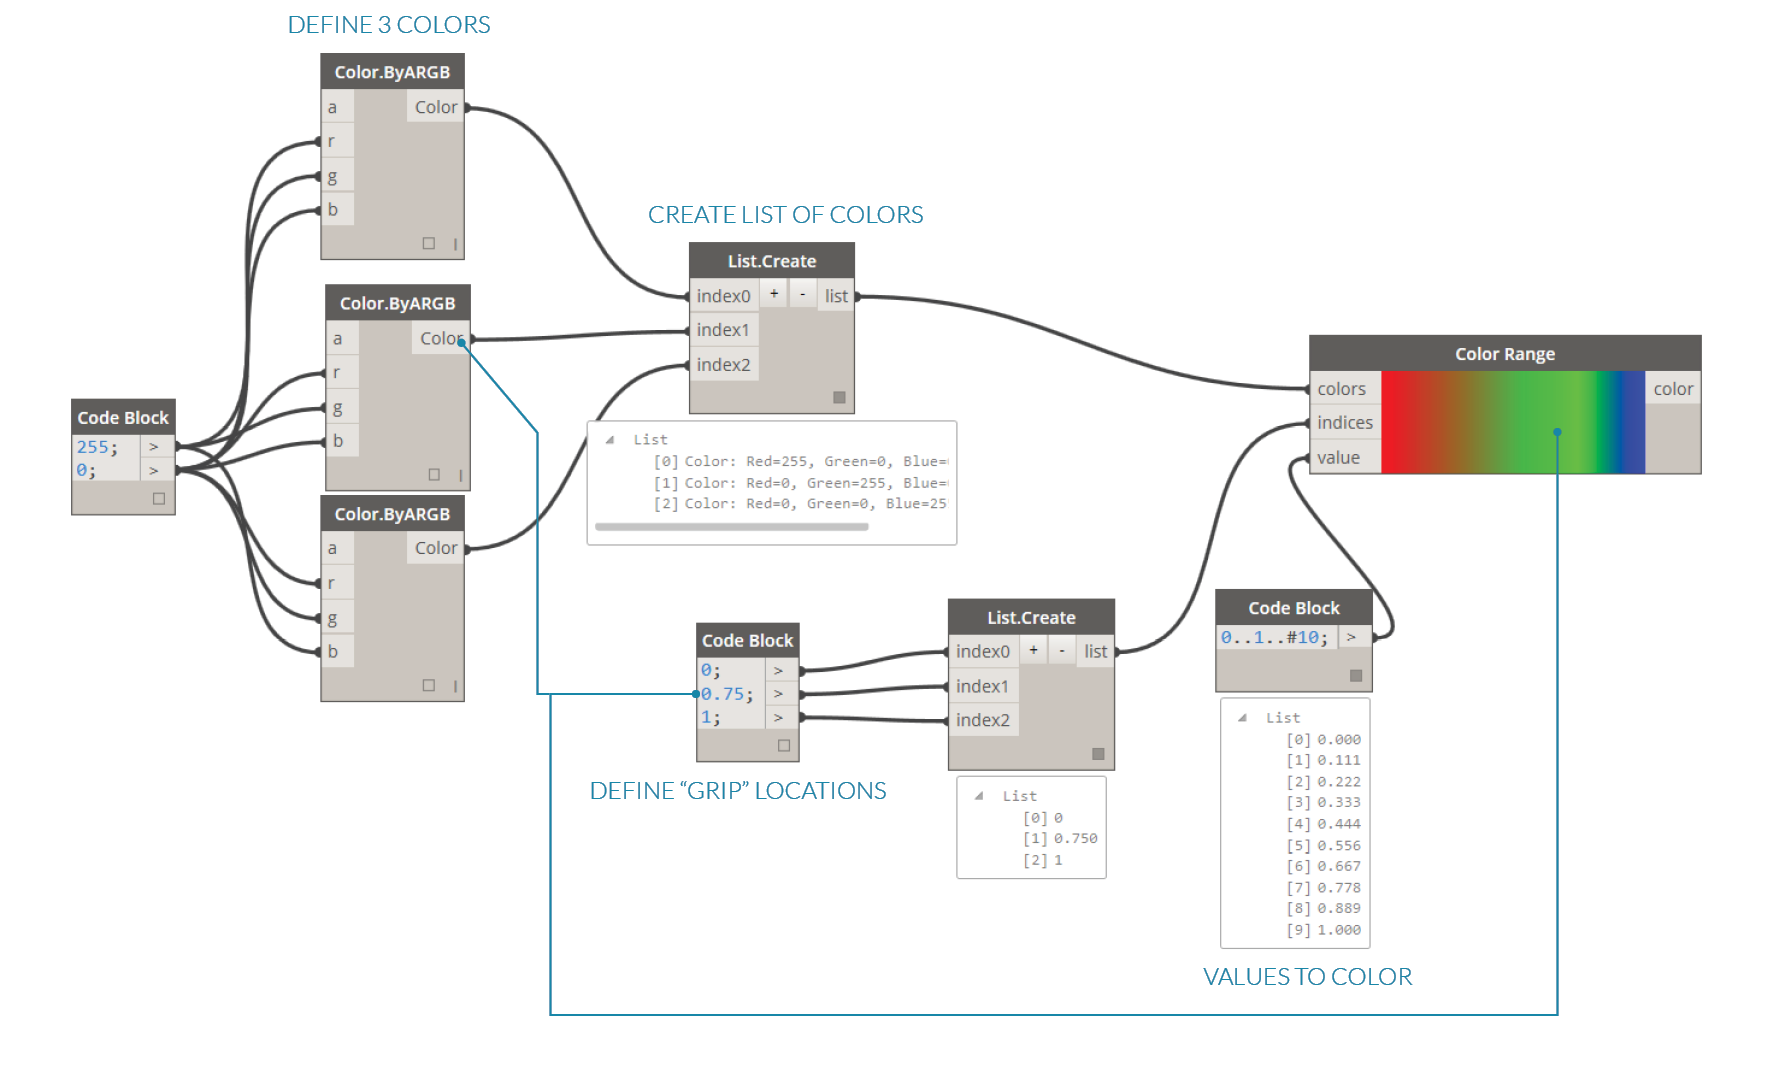 DEFINE 3 COLORS
Color.ByARGB
a
Color
r
g
b
CREATE LIST OF COLORS
List.Create
index0 + - list
index1
index2
Color.ByARGB
a
Color
r
g
b
Color Range
colors
color
indices
value
Code Block
255; >
0; >
List
[0] Color: Red=255, Green=0, Blue=
[1] Color: Red=0, Green=255, Blue=
[2] Color: Red=0, Green=0, Blue=25
Color.ByARGB
a
Color
r
g
b
Code Block
0; >
0.75; >
1; >
DEFINE “GRIP” LOCATIONS
List.Create
index0 + - list
index1
index2
List
[0] 0
[1] 0.750
[2] 1
Code Block
0..1..#10; >
List
[0] 0.000
[1] 0.111
[2] 0.222
[3] 0.333
[4] 0.444
[5] 0.556
[6] 0.667
[7] 0.778
[8] 0.889
[9] 1.000
VALUES TO COLOR